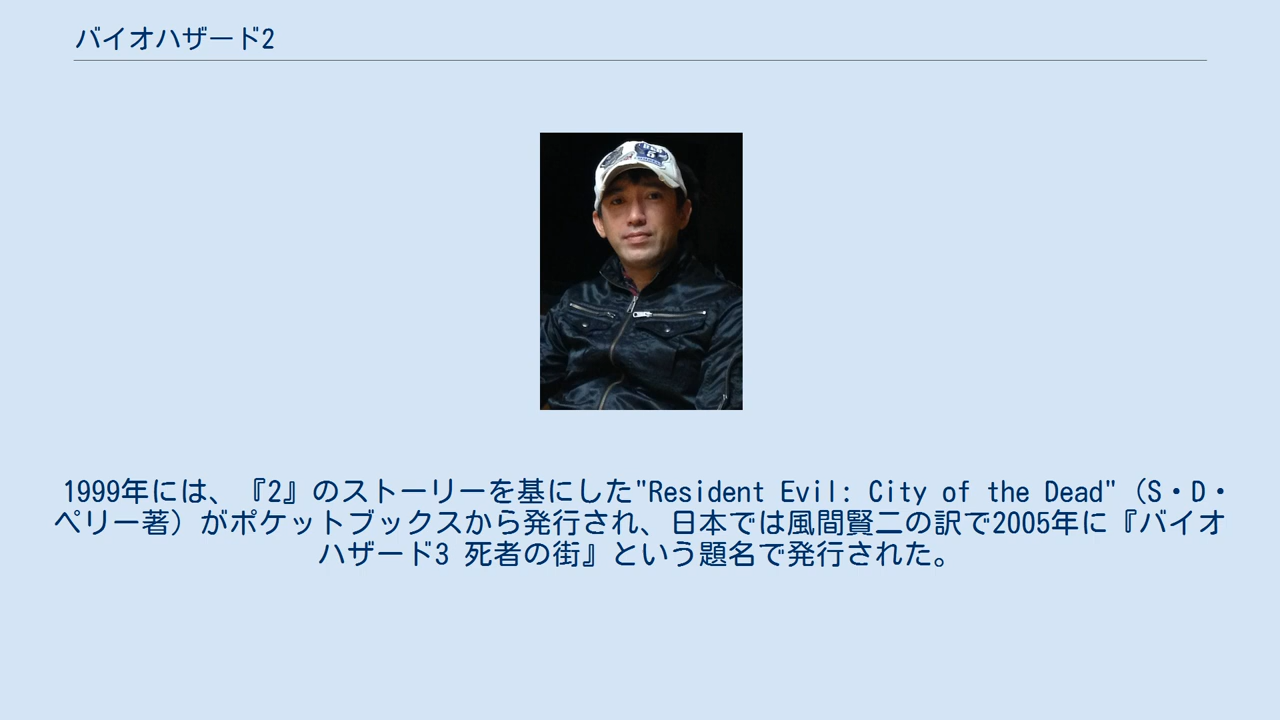 バイオハザード2
1999年には、『2』のストーリーを基にした"Resident Evil: City of the Dead"（S・D・
ペリー著）がポケットブックスから発行され、日本では風間賢二の訳で2005年に『バイオ
ハザード3 死者の街』という題名で発行された。